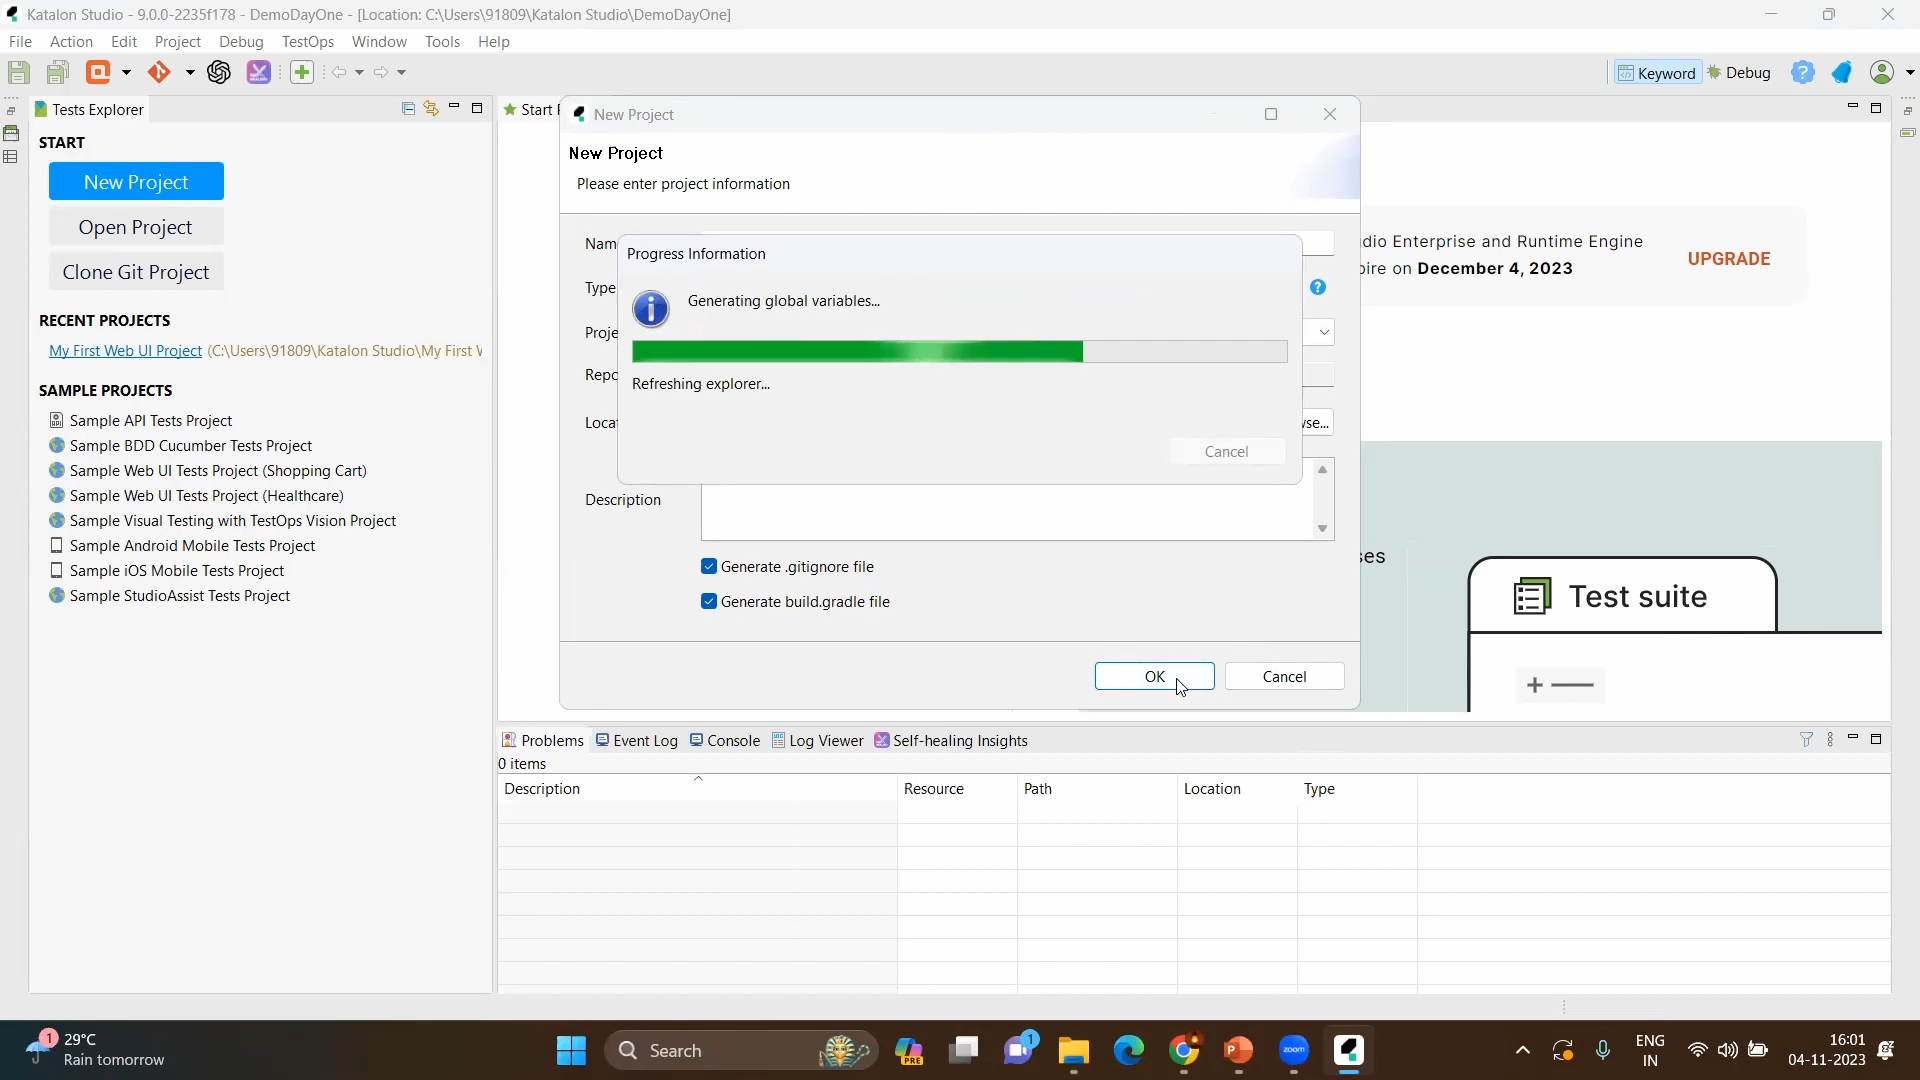 Katalon Studio - 9.0.0-2235f178 - DemoDayOne - [Location: C:\Users\91809\Katalon Studio\DemoDayOne]
File Action Edit Project Debug TestOps Window Tools Help
Keyword Debug
Tests Explorer
START
New Project
Open Project
Clone Git Project
RECENT PROJECTS
My First Web UI Project (C:\Users\91809\Katalon Studio\My First
SAMPLE PROJECTS
Sample API Tests Project
Sample BDD Cucumber Tests Project
Sample Web UI Tests Project (Shopping Cart)
Sample Web UI Tests Project (Healthcare)
Sample Visual Testing with TestOps Vision Project
Sample Android Mobile Tests Project
Sample iOS Mobile Tests Project
Sample StudioAssist Tests Project
Start
New Project
New Project
Please enter project information
Nam
Type
Proje
Repo
Locat
Progress Information
Generating global variables...
Refreshing explorer...
Cancel
wse...
Description
Generate .gitignore file
Generate build.gradle file
OK Cancel
dio Enterprise and Runtime Engine
pire on December 4, 2023
UPGRADE
ses
Test suite
Problems Event Log Console Log Viewer Self-healing Insights
0 items
Description Resource Path Location Type
1
29°C
Rain tomorrow
Search
PRE
1
zoom
ENG
IN
16:01
04-11-2023